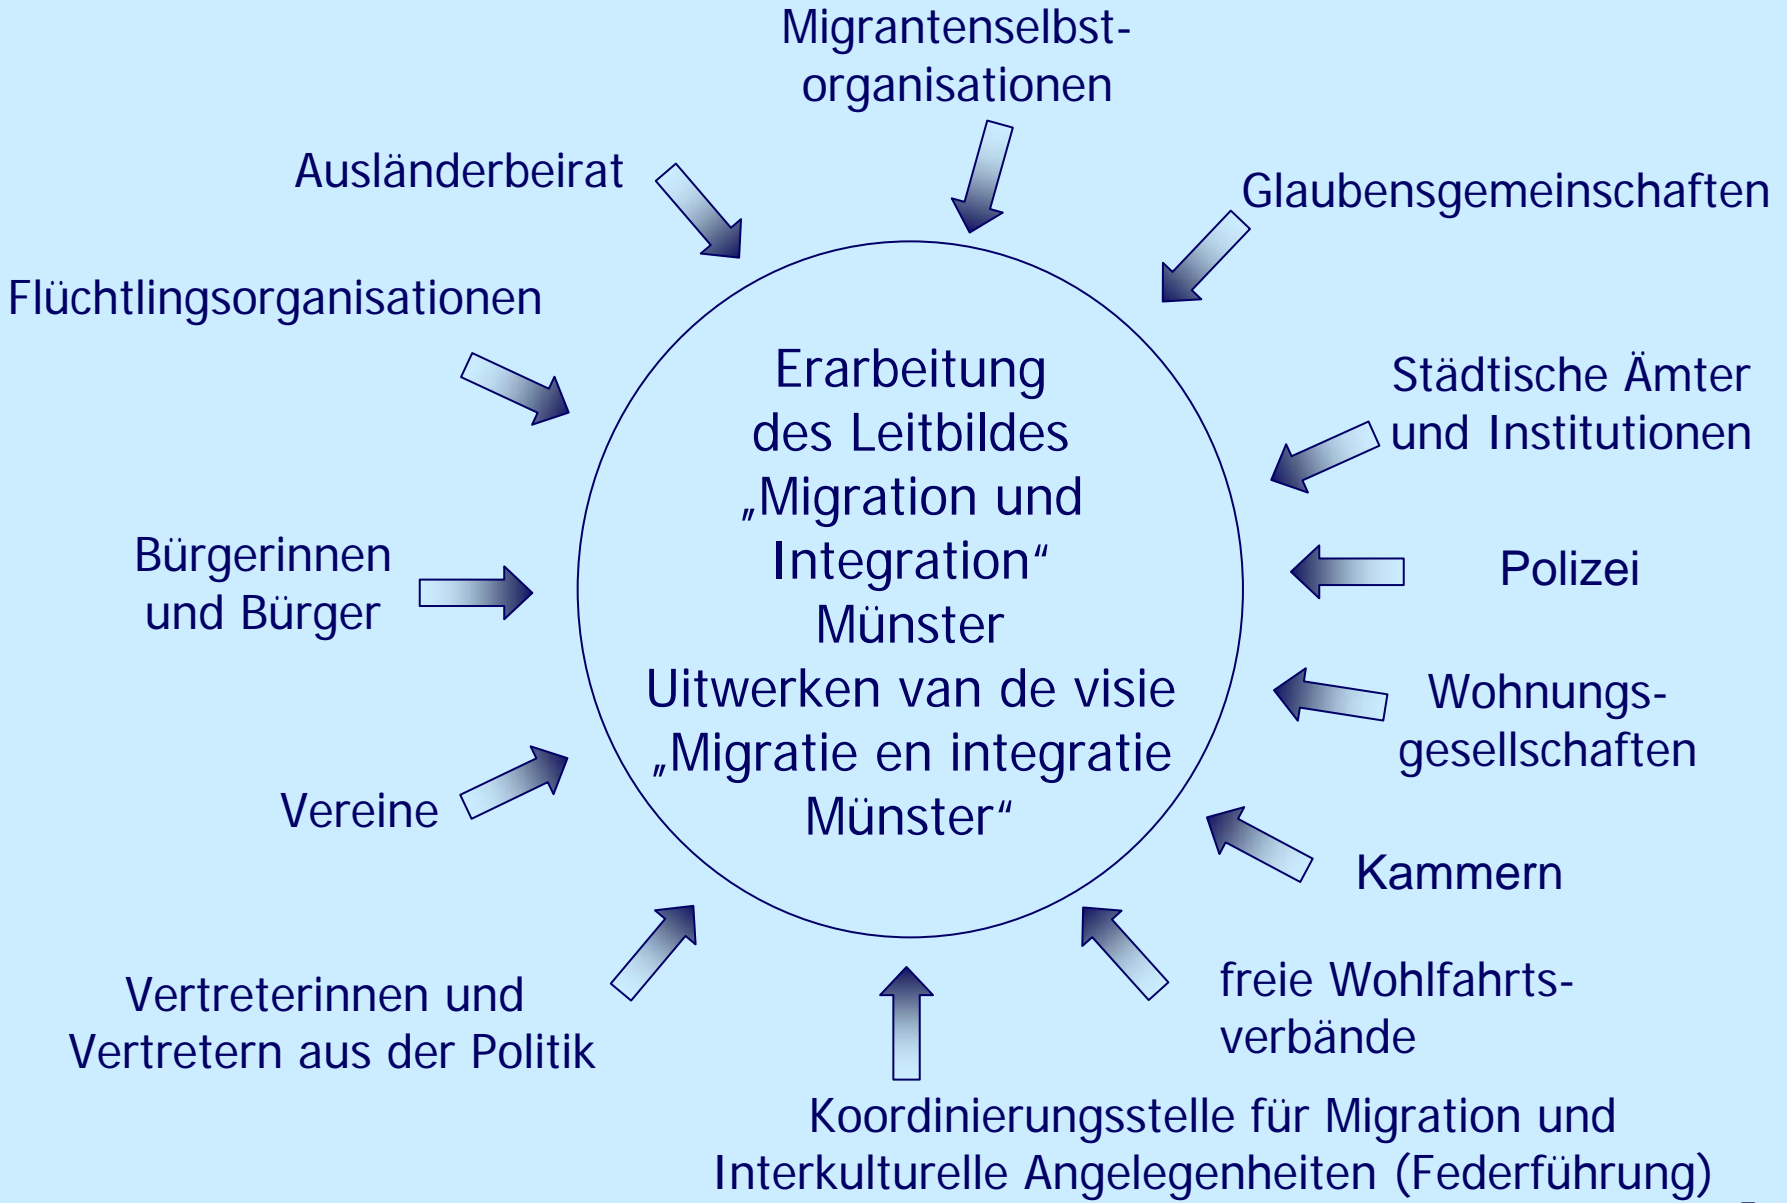 Migrantenselbst-
organisationen
Ausländerbeirat
Glaubensgemeinschaften
Flüchtlingsorganisationen
Städtische Ämter
und Institutionen
Erarbeitung
des Leitbildes
„Migration und
Integration“
Münster
Uitwerken van de visie
„Migratie en integratie
Münster“
Bürgerinnen
und Bürger
Polizei
Wohnungs-
gesellschaften
Vereine
Kammern
Vertreterinnen und
Vertretern aus der Politik
freie Wohlfahrts-
verbände
Koordinierungsstelle für Migration und
Interkulturelle Angelegenheiten (Federführung)